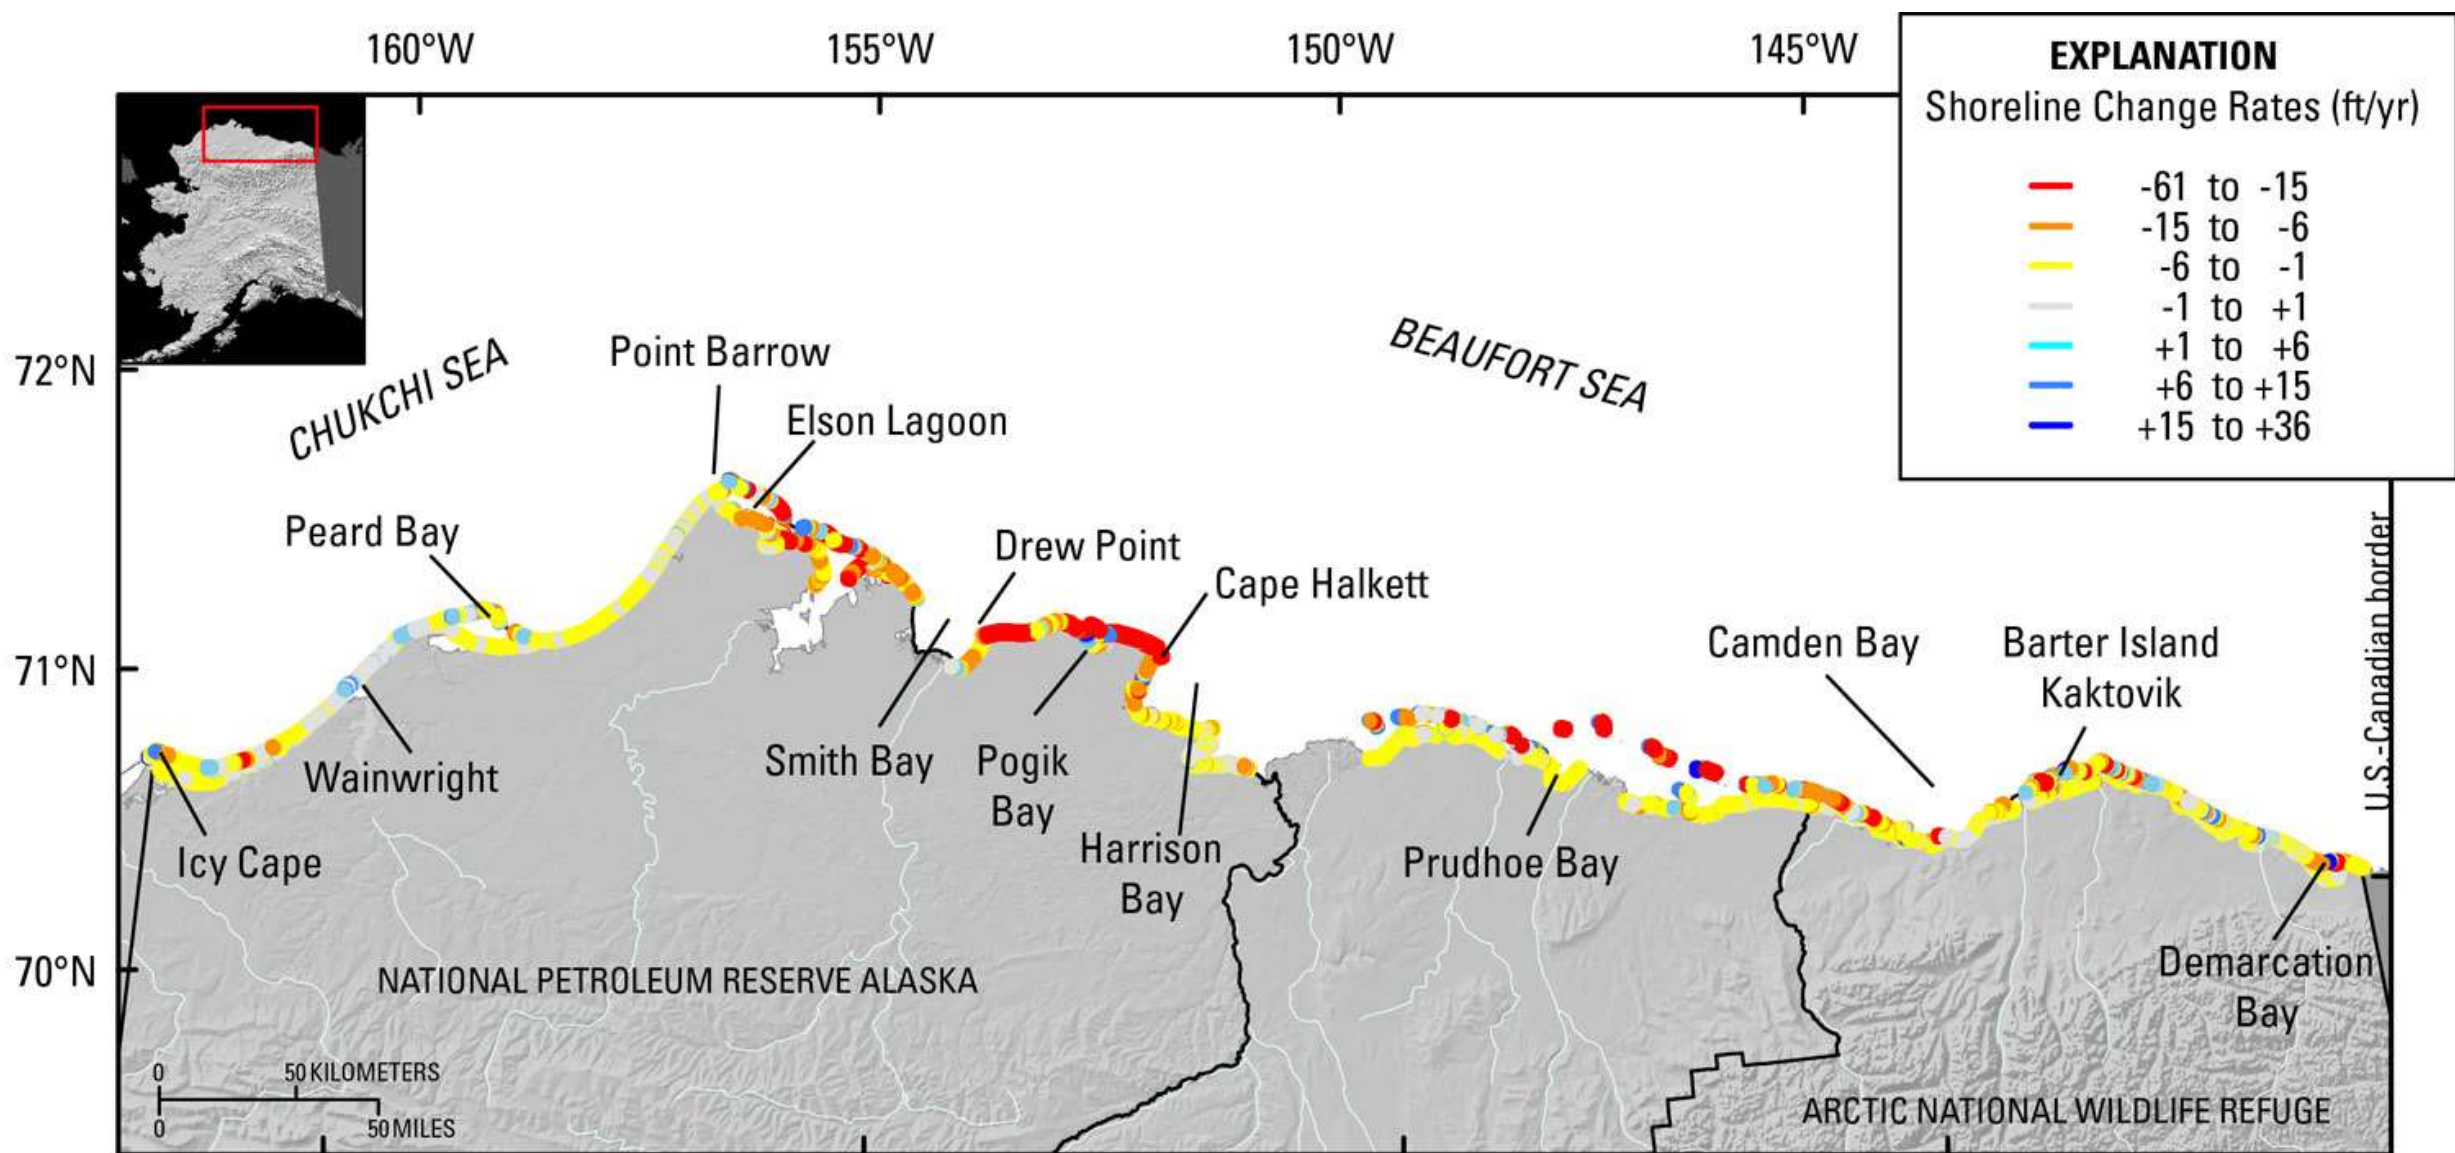 160°W
155°W
150°W
145°W
EXPLANATION
Shoreline Change Rates (ft/yr)
-61 to -15
-15 to -6
-6 to -1
-1 to +1
+1 to +6
+6 to +15
+15 to +36
72°N
71°N
70°N
CHUKCHI SEA
BEAUFORT SEA
Point Barrow
Elson Lagoon
Peard Bay
Drew Point
Cape Halkett
Camden Bay
Barter Island
Kaktovik
U.S.-Canadian border
Wainwright
Icy Cape
Smith Bay
Pogik
Bay
Harrison
Bay
Prudhoe Bay
Demarcation
Bay
NATIONAL PETROLEUM RESERVE ALASKA
ARCTIC NATIONAL WILDLIFE REFUGE
0 50 KILOMETERS
0 50 MILES